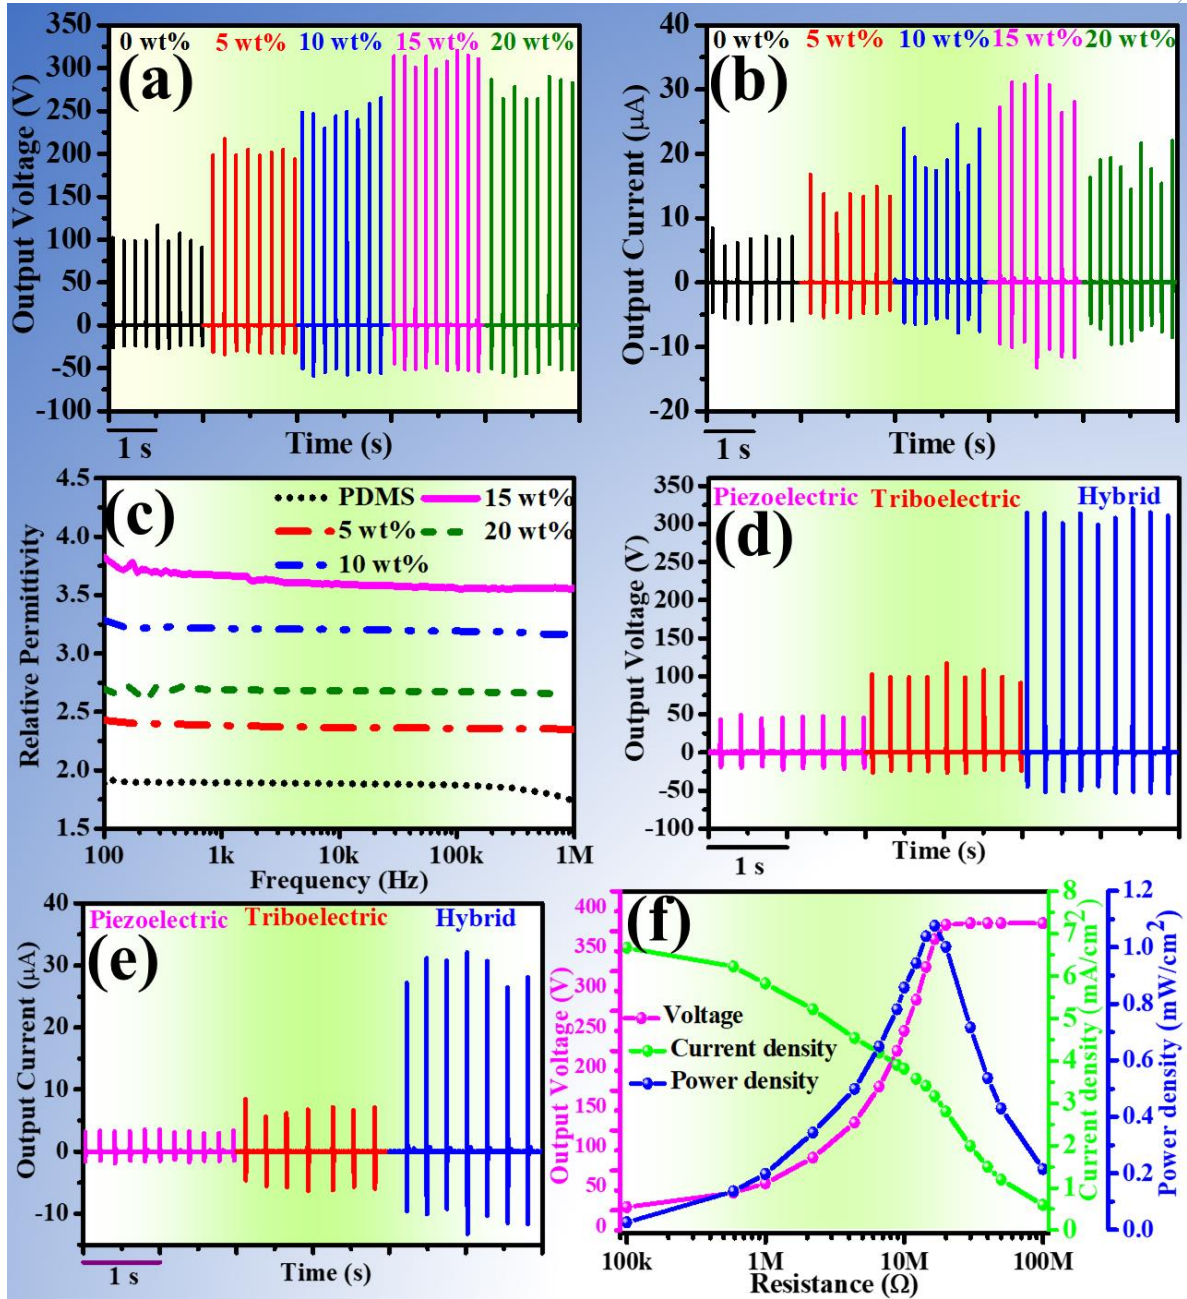 (a)
0 wt% 5 wt% 10 wt% 15 wt% 20 wt%
Output Voltage (V)
350
300
250
200
150
100
50
0
-50
-100
1 s
Time (s)
(b)
0 wt% 5 wt% 10 wt% 15 wt% 20 wt%
Output Current (μA)
40
30
20
10
0
-10
-20
1 s
Time (s)
(c)
PDMS 15 wt%
5 wt% 20 wt%
10 wt%
Relative Permittivity
4.5
4.0
3.5
3.0
2.5
2.0
1.5
100 1k 10k 100k 1M
Frequency (Hz)
(d)
Piezoelectric Triboelectric Hybrid
Output Voltage (V)
350
300
250
200
150
100
50
0
-50
-100
1 s
Time (s)
(e)
Piezoelectric Triboelectric Hybrid
Output Current (μA)
40
30
20
10
0
-10
1 s
Time (s)
(f)
Voltage
Current density
Power density
Output Voltage (V)
400
350
300
250
200
150
100
50
0
Current density (mA/cm²)
8
7
6
5
4
3
2
1
0
Power density (mW/cm²)
1.2
1.0
0.8
0.6
0.4
0.2
0.0
100k 1M 10M 100M
Resistance (Ω)